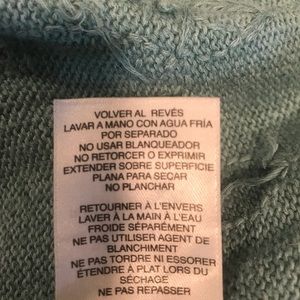 VOLVER AL REVÉS
LAVAR A MANO CON AGUA FRÍA
POR SEPARADO
NO USAR BLANQUEADOR
NO RETORCER O EXPRIMIR
EXTENDER SOBRE SUPERFICIE
PLANA PARA SEÇAR
NO PLANCHAR
RETOURNER À L'ENVERS
LAVER À LA MAIN À L'EAU
FROIDE SÉPARÉMENT
NE PAS UTILISER AGENT DE
BLANCHIMENT
NE PAS TORDRE NI ESSORER
ÉTENDRE À PLAT LORS DU
SÉCHAGE
NE PAS REPASSER